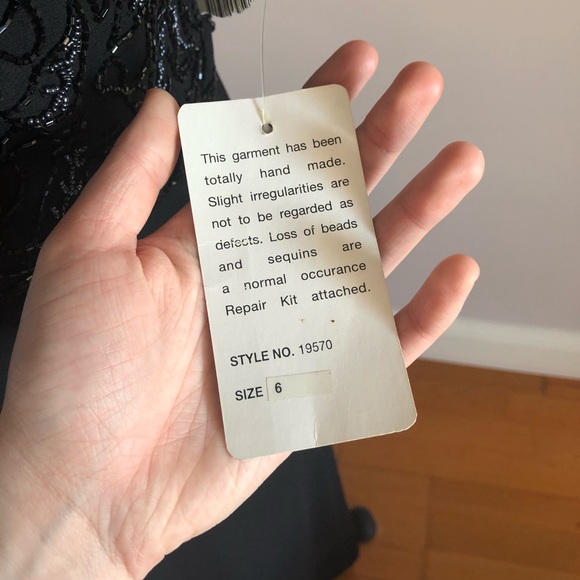 This garment has been
totally hand made.
Slight irregularities are
not to be regarded as
defects. Loss of beads
and sequins are
a normal occurance
Repair Kit attached.
STYLE NO. 19570
SIZE 6